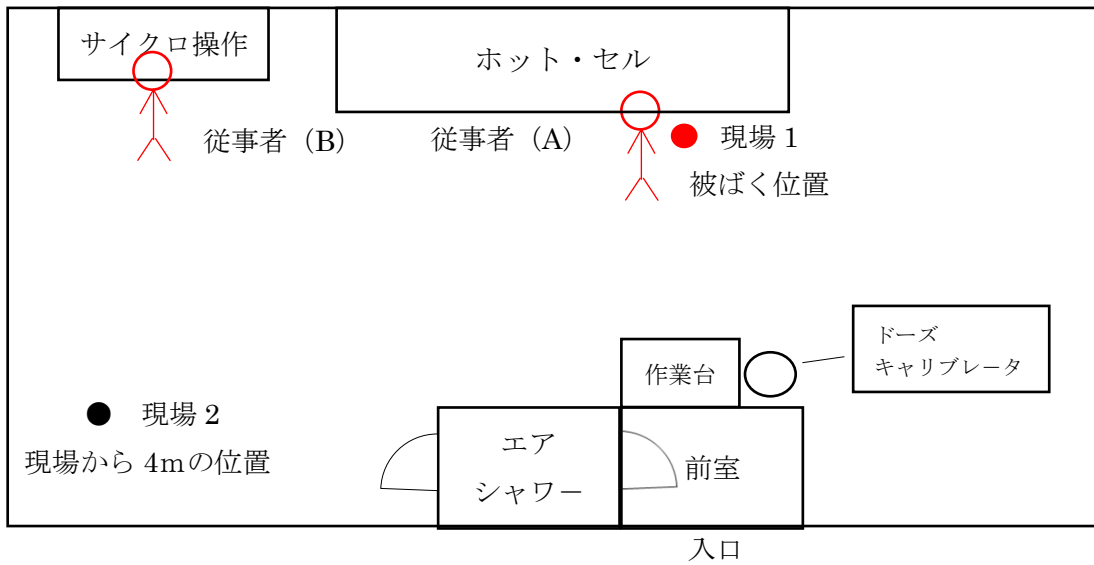 サイクロ操作
ホット・セル
従事者（B）
従事者（A）
現場 1
被ばく位置
ドーズ
キャリブレータ
作業台
現場 2
現場から 4mの位置
エア
シャワー
前室
入口